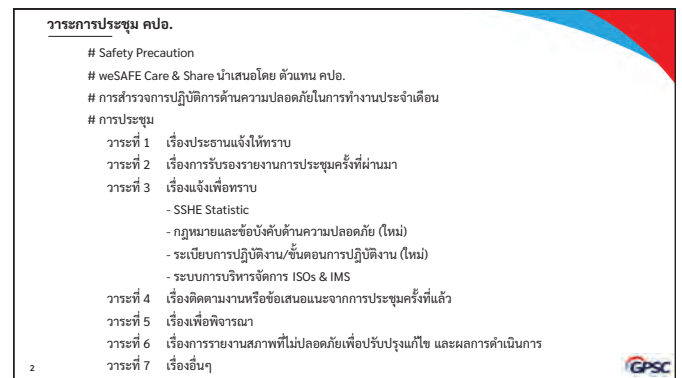 วาระการประชุม คปอ.
# Safety Precaution
# weSAFE Care & Share นำเสนอโดย ตัวแทน คปอ.
# การสำรวจการปฏิบัติการด้านความปลอดภัยในการทำงานประจำเดือน
# การประชุม
วาระที่ 1 เรื่องประธานแจ้งให้ทราบ
วาระที่ 2 เรื่องการรับรองรายงานการประชุมครั้งที่ผ่านมา
วาระที่ 3 เรื่องแจ้งเพื่อทราบ
- SSHE Statistic
- กฎหมายและข้อบังคับด้านความปลอดภัย (ใหม่)
- ระเบียบการปฎิบัติงาน/ขั้นตอนการปฎิบัติงาน (ใหม่)
- ระบบการบริหารจัดการ ISOs & IMS
วาระที่ 4 เรื่องติดตามงานหรือข้อเสนอแนะจากการประชุมครั้งที่แล้ว
วาระที่ 5 เรื่องเพื่อพิจารณา
วาระที่ 6 เรื่องการรายงานสภาพที่ไม่ปลอดภัยเพื่อปรับปรุงแก้ไข และผลการดำเนินการ
วาระที่ 7 เรื่องอื่นๆ
2
GPSC